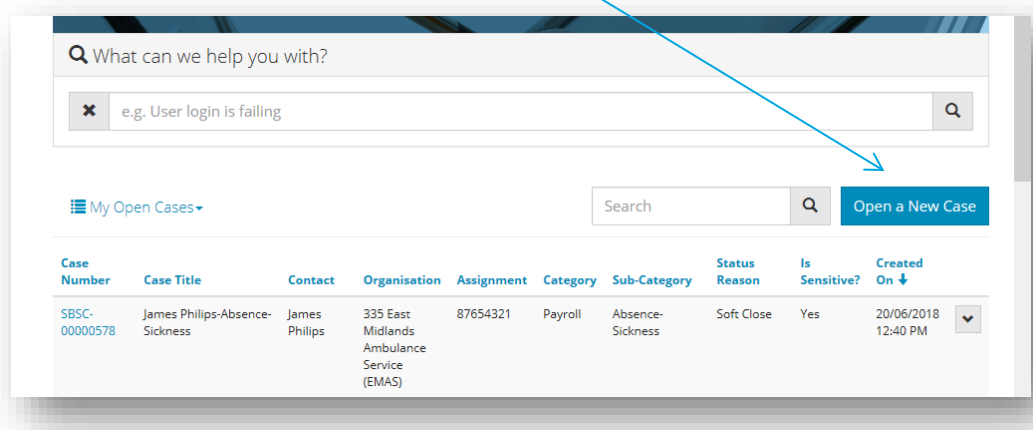 What can we help you with?
e.g. User login is failing
My Open Cases
Search
Open a New Case
Case Number Case Title Contact Organisation Assignment Category Sub-Category Status Reason Is Sensitive? Created On
SBSC-00000578 James Philips-Absence-Sickness James Philips 335 East Midlands Ambulance Service (EMAS) 87654321 Payroll Absence-Sickness Soft Close Yes 20/06/2018 12:40 PM